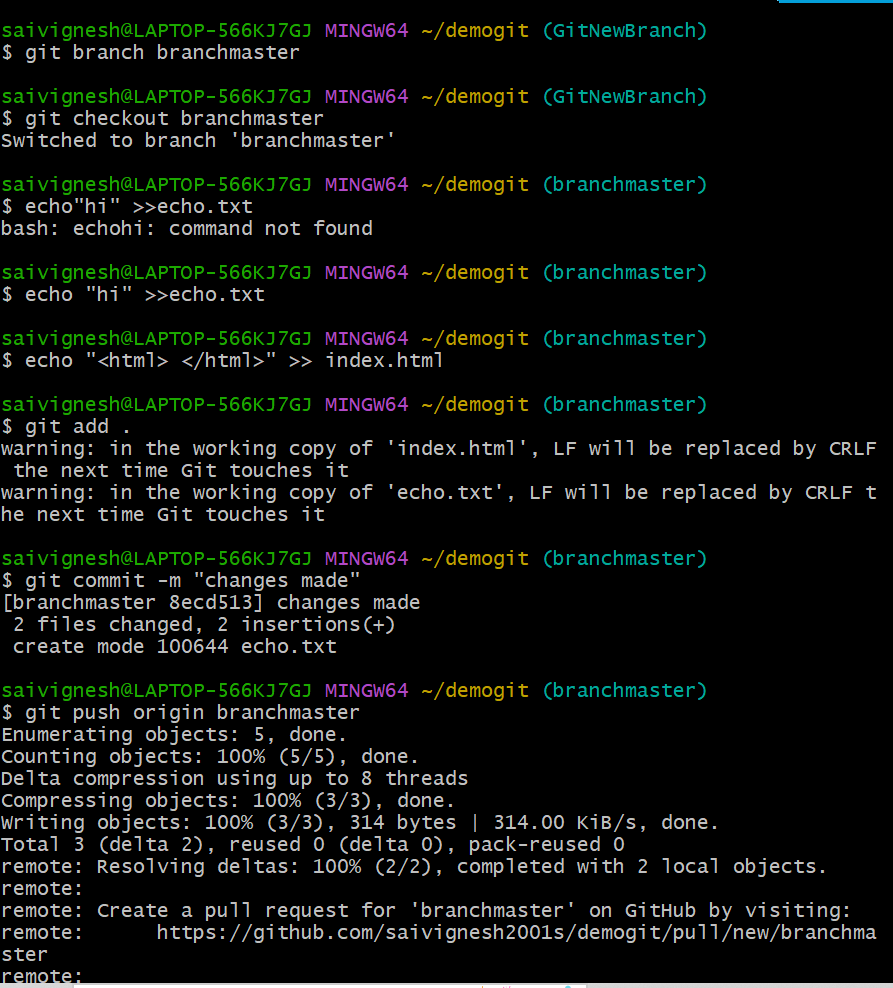 saivignesh@LAPTOP-566KJ7GJ MINGW64 ~/demogit (GitNewBranch)
$ git branch branchmaster
saivignesh@LAPTOP-566KJ7GJ MINGW64 ~/demogit (GitNewBranch)
$ git checkout branchmaster
Switched to branch 'branchmaster'
saivignesh@LAPTOP-566KJ7GJ MINGW64 ~/demogit (branchmaster)
$ echo"hi" >>echo.txt
bash: echohi: command not found
saivignesh@LAPTOP-566KJ7GJ MINGW64 ~/demogit (branchmaster)
$ echo "hi" >>echo.txt
saivignesh@LAPTOP-566KJ7GJ MINGW64 ~/demogit (branchmaster)
$ echo "<html> </html>" >> index.html
saivignesh@LAPTOP-566KJ7GJ MINGW64 ~/demogit (branchmaster)
$ git add .
warning: in the working copy of 'index.html', LF will be replaced by CRLF
 the next time Git touches it
warning: in the working copy of 'echo.txt', LF will be replaced by CRLF t
he next time Git touches it
saivignesh@LAPTOP-566KJ7GJ MINGW64 ~/demogit (branchmaster)
$ git commit -m "changes made"
[branchmaster 8ecd513] changes made
 2 files changed, 2 insertions(+)
 create mode 100644 echo.txt
saivignesh@LAPTOP-566KJ7GJ MINGW64 ~/demogit (branchmaster)
$ git push origin branchmaster
Enumerating objects: 5, done.
Counting objects: 100% (5/5), done.
Delta compression using up to 8 threads
Compressing objects: 100% (3/3), done.
Writing objects: 100% (3/3), 314 bytes | 314.00 KiB/s, done.
Total 3 (delta 2), reused 0 (delta 0), pack-reused 0
remote: Resolving deltas: 100% (2/2), completed with 2 local objects.
remote:
remote: Create a pull request for 'branchmaster' on GitHub by visiting:
remote:      https://github.com/saivignesh2001s/demogit/pull/new/branchma
ster
remote: